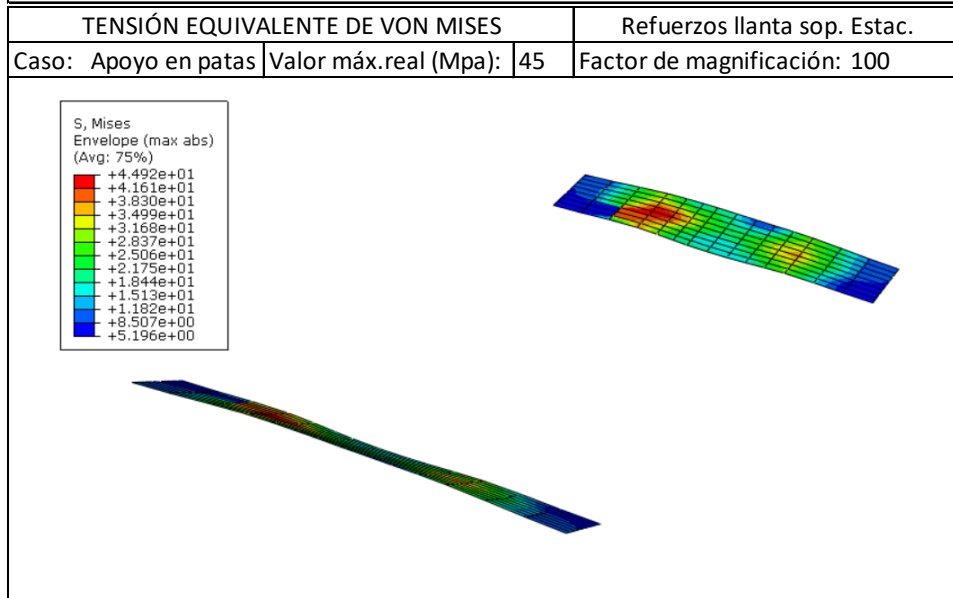 TENSIÓN EQUIVALENTE DE VON MISES Refuerzos llanta sop. Estac.
Caso: Apoyo en patas Valor máx.real (Mpa): 45 Factor de magnificación: 100
S, Mises
Envelope (max abs)
(Avg: 75%)
+4.492e+01
+4.161e+01
+3.830e+01
+3.499e+01
+3.168e+01
+2.837e+01
+2.506e+01
+2.175e+01
+1.844e+01
+1.513e+01
+1.182e+01
+8.507e+00
+5.196e+00